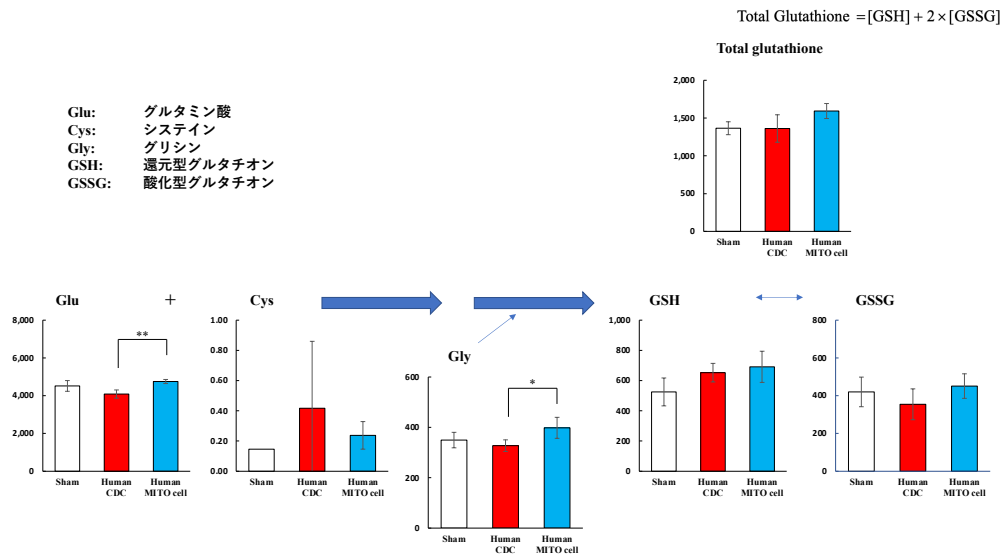 Total Glutathione =[GSH] + 2×[GSSG]
Total glutathione
2,000
1,500
1,000
500
0
Sham
Human CDC
Human MITO cell
Glu: グルタミン酸
Cys: システイン
Gly: グリシン
GSH: 還元型グルタチオン
GSSG: 酸化型グルタチオン
Glu + Cys GSH GSSG
8,000
6,000
4,000
2,000
0
**
Sham
Human CDC
Human MITO cell
1.00
0.80
0.60
0.40
0.20
0.00
Sham
Human CDC
Human MITO cell
Gly
600
400
200
0
*
Sham
Human CDC
Human MITO cell
1,000
800
600
400
200
0
Sham
Human CDC
Human MITO cell
800
600
400
200
0
Sham
Human CDC
Human MITO cell